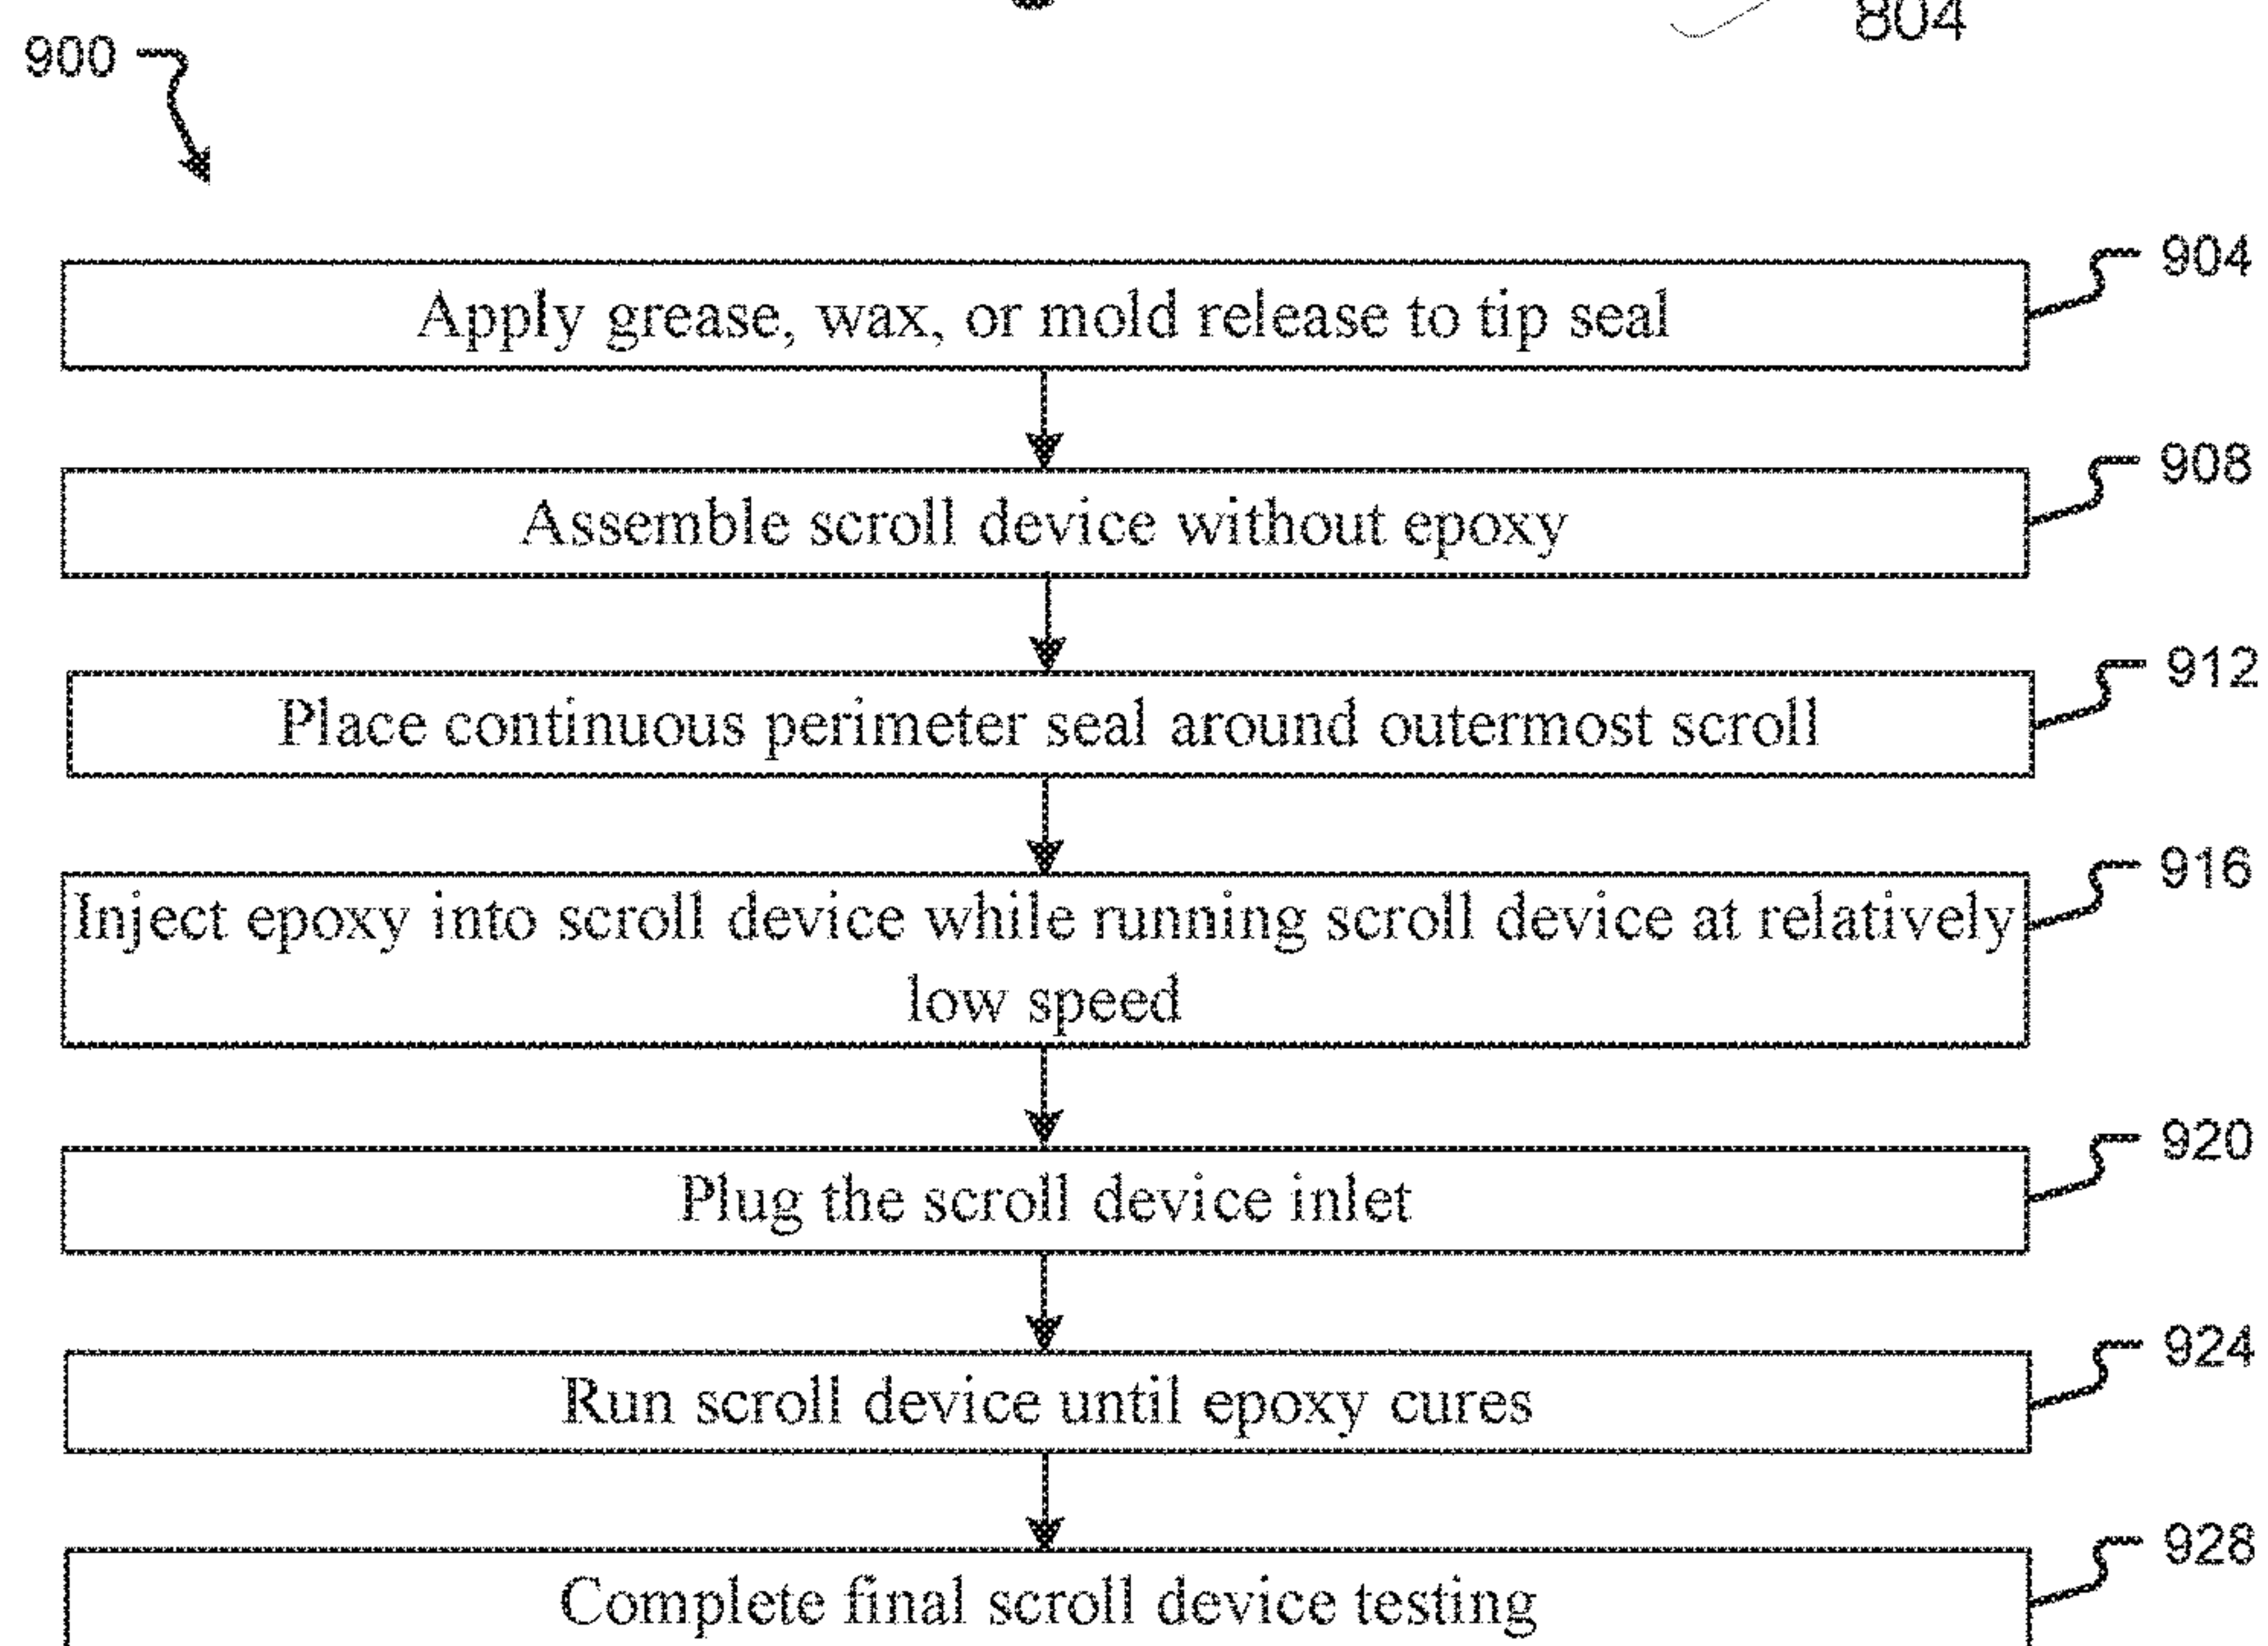 804
900
904
Apply grease, wax, or mold release to tip seal
908
Assemble scroll device without epoxy
912
Place continuous perimeter seal around outermost scroll
916
Inject epoxy into scroll device while running scroll device at relatively
low speed
920
Plug the scroll device inlet
924
Run scroll device until epoxy cures
928
Complete final scroll device testing